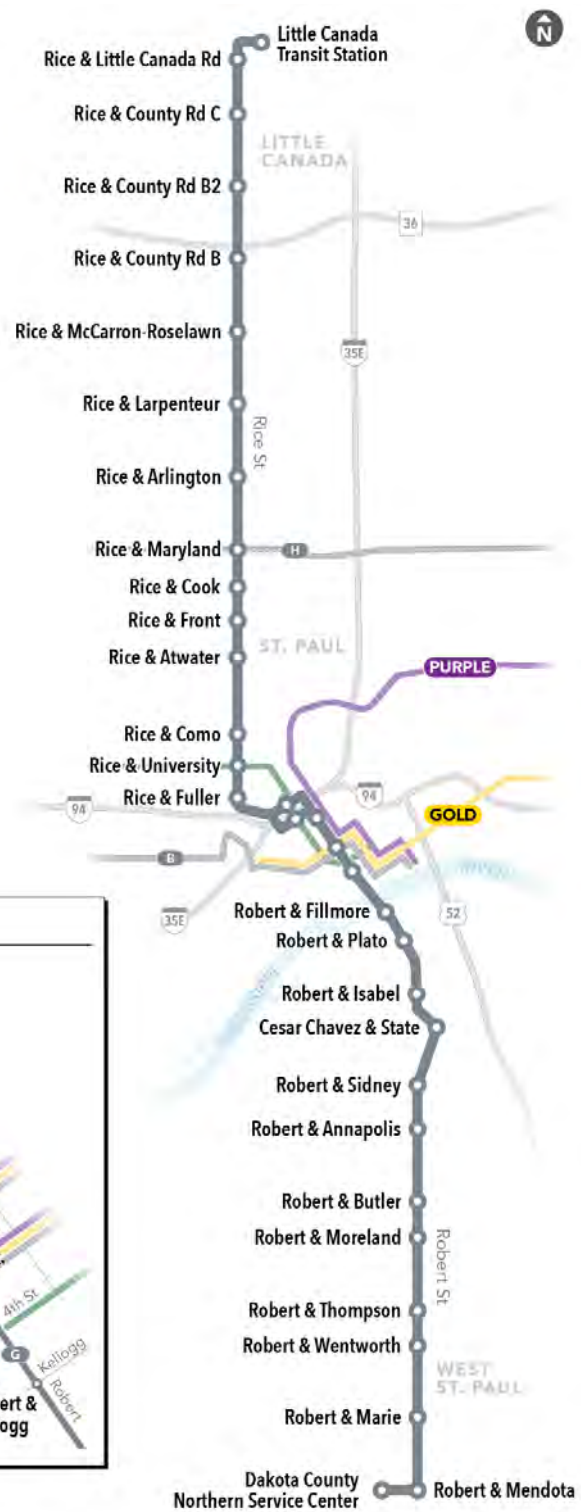 N
Little Canada
Transit Station
Rice & Little Canada Rd
Rice & County Rd C
LITTLE
CANADA
Rice & County Rd B2
36
Rice & County Rd B
Rice & McCarron-Roselawn
35E
Rice & Larpenteur
Rice St
Rice & Arlington
Rice & Maryland
H
Rice & Cook
Rice & Front
ST. PAUL
Rice & Atwater
PURPLE
Rice & Como
Rice & University
Rice & Fuller
94
94
GOLD
B
35E
52
Robert & Fillmore
Robert & Plato
Robert & Isabel
Cesar Chavez & State
Robert & Sidney
Robert & Annapolis
Robert & Butler
Robert & Moreland
Robert St
Robert & Thompson
Robert & Wentworth
WEST
ST. PAUL
Robert & Marie
Dakota County
Northern Service Center
Robert & Mendota
4th St
G
Kellogg
Robert
ert &
ogg